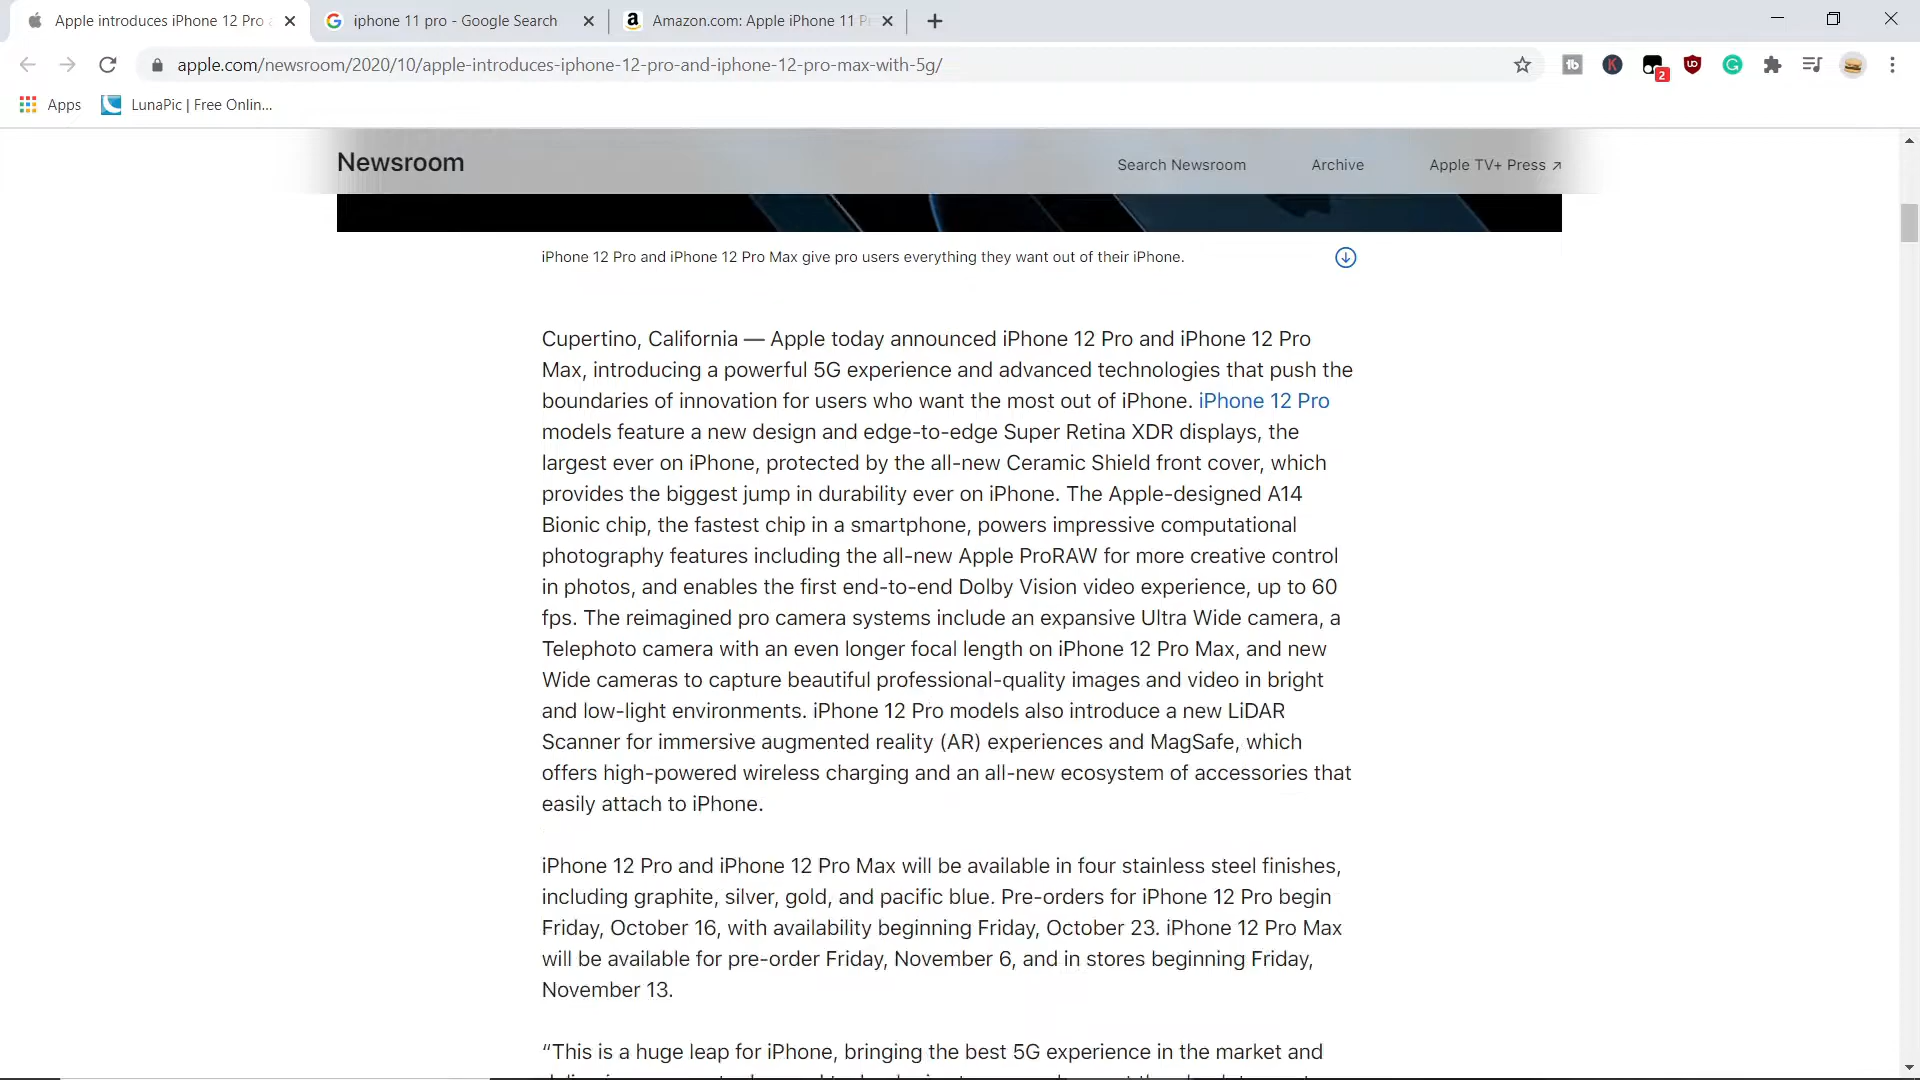 Apple introduces iPhone 12 Pro
iphone 11 pro - Google Search
Amazon.com: Apple iPhone 11 P
apple.com/newsroom/2020/10/apple-introduces-iphone-12-pro-and-iphone-12-pro-max-with-5g/
2
Apps
LunaPic | Free Onlin...
Newsroom
Search Newsroom
Archive
Apple TV+ Press ↗
iPhone 12 Pro and iPhone 12 Pro Max give pro users everything they want out of their iPhone.
Cupertino, California — Apple today announced iPhone 12 Pro and iPhone 12 Pro
Max, introducing a powerful 5G experience and advanced technologies that push the
boundaries of innovation for users who want the most out of iPhone. iPhone 12 Pro
models feature a new design and edge-to-edge Super Retina XDR displays, the
largest ever on iPhone, protected by the all-new Ceramic Shield front cover, which
provides the biggest jump in durability ever on iPhone. The Apple-designed A14
Bionic chip, the fastest chip in a smartphone, powers impressive computational
photography features including the all-new Apple ProRAW for more creative control
in photos, and enables the first end-to-end Dolby Vision video experience, up to 60
fps. The reimagined pro camera systems include an expansive Ultra Wide camera, a
Telephoto camera with an even longer focal length on iPhone 12 Pro Max, and new
Wide cameras to capture beautiful professional-quality images and video in bright
and low-light environments. iPhone 12 Pro models also introduce a new LiDAR
Scanner for immersive augmented reality (AR) experiences and MagSafe, which
offers high-powered wireless charging and an all-new ecosystem of accessories that
easily attach to iPhone.
iPhone 12 Pro and iPhone 12 Pro Max will be available in four stainless steel finishes,
including graphite, silver, gold, and pacific blue. Pre-orders for iPhone 12 Pro begin
Friday, October 16, with availability beginning Friday, October 23. iPhone 12 Pro Max
will be available for pre-order Friday, November 6, and in stores beginning Friday,
November 13.
“This is a huge leap for iPhone, bringing the best 5G experience in the market and